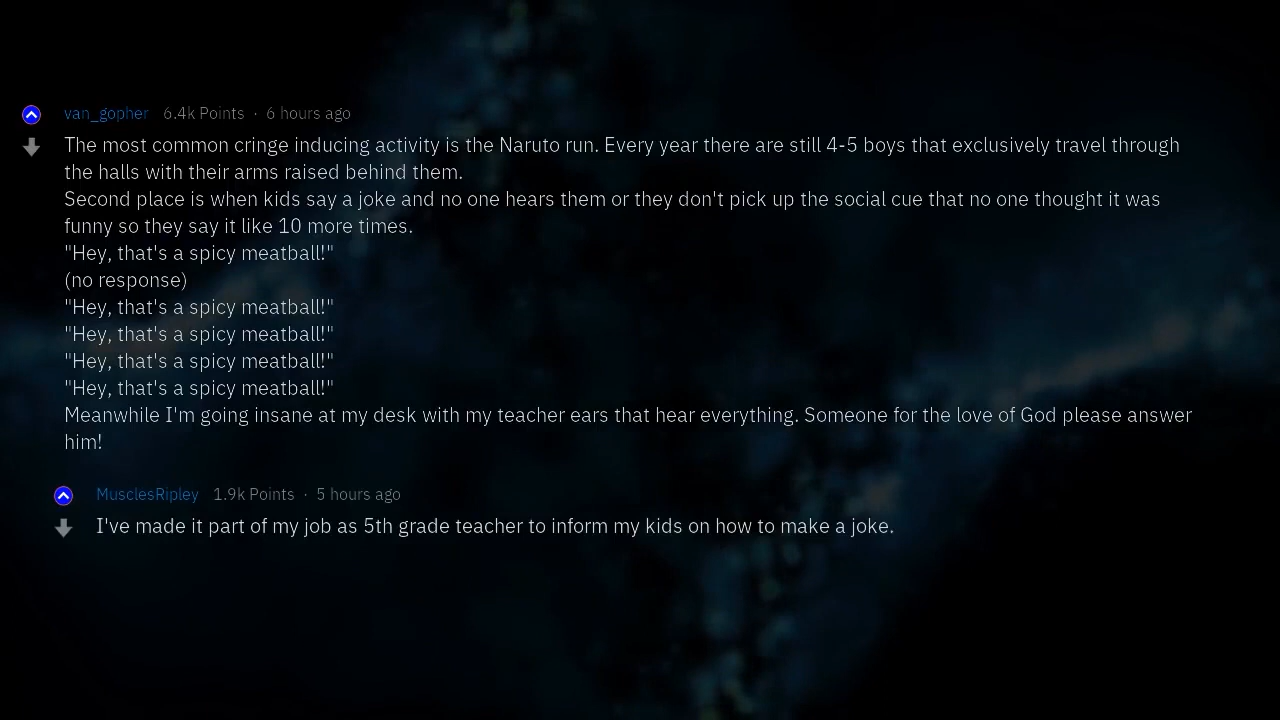 van_gopher 6.4k Points · 6 hours ago
The most common cringe inducing activity is the Naruto run. Every year there are still 4-5 boys that exclusively travel through
the halls with their arms raised behind them.
Second place is when kids say a joke and no one hears them or they don't pick up the social cue that no one thought it was
funny so they say it like 10 more times.
"Hey, that's a spicy meatball!"
(no response)
"Hey, that's a spicy meatball!"
"Hey, that's a spicy meatball!"
"Hey, that's a spicy meatball!"
"Hey, that's a spicy meatball!"
Meanwhile I'm going insane at my desk with my teacher ears that hear everything. Someone for the love of God please answer
him!
MusclesRipley 1.9k Points · 5 hours ago
I've made it part of my job as 5th grade teacher to inform my kids on how to make a joke.